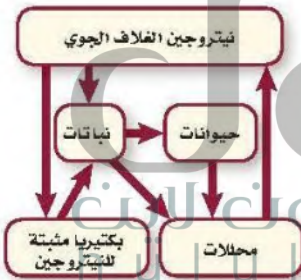 نيتروجين الغلاف الجوي
نباتات
حيوانات
بكتيريا مثبتة
للنيتروجين
محللات